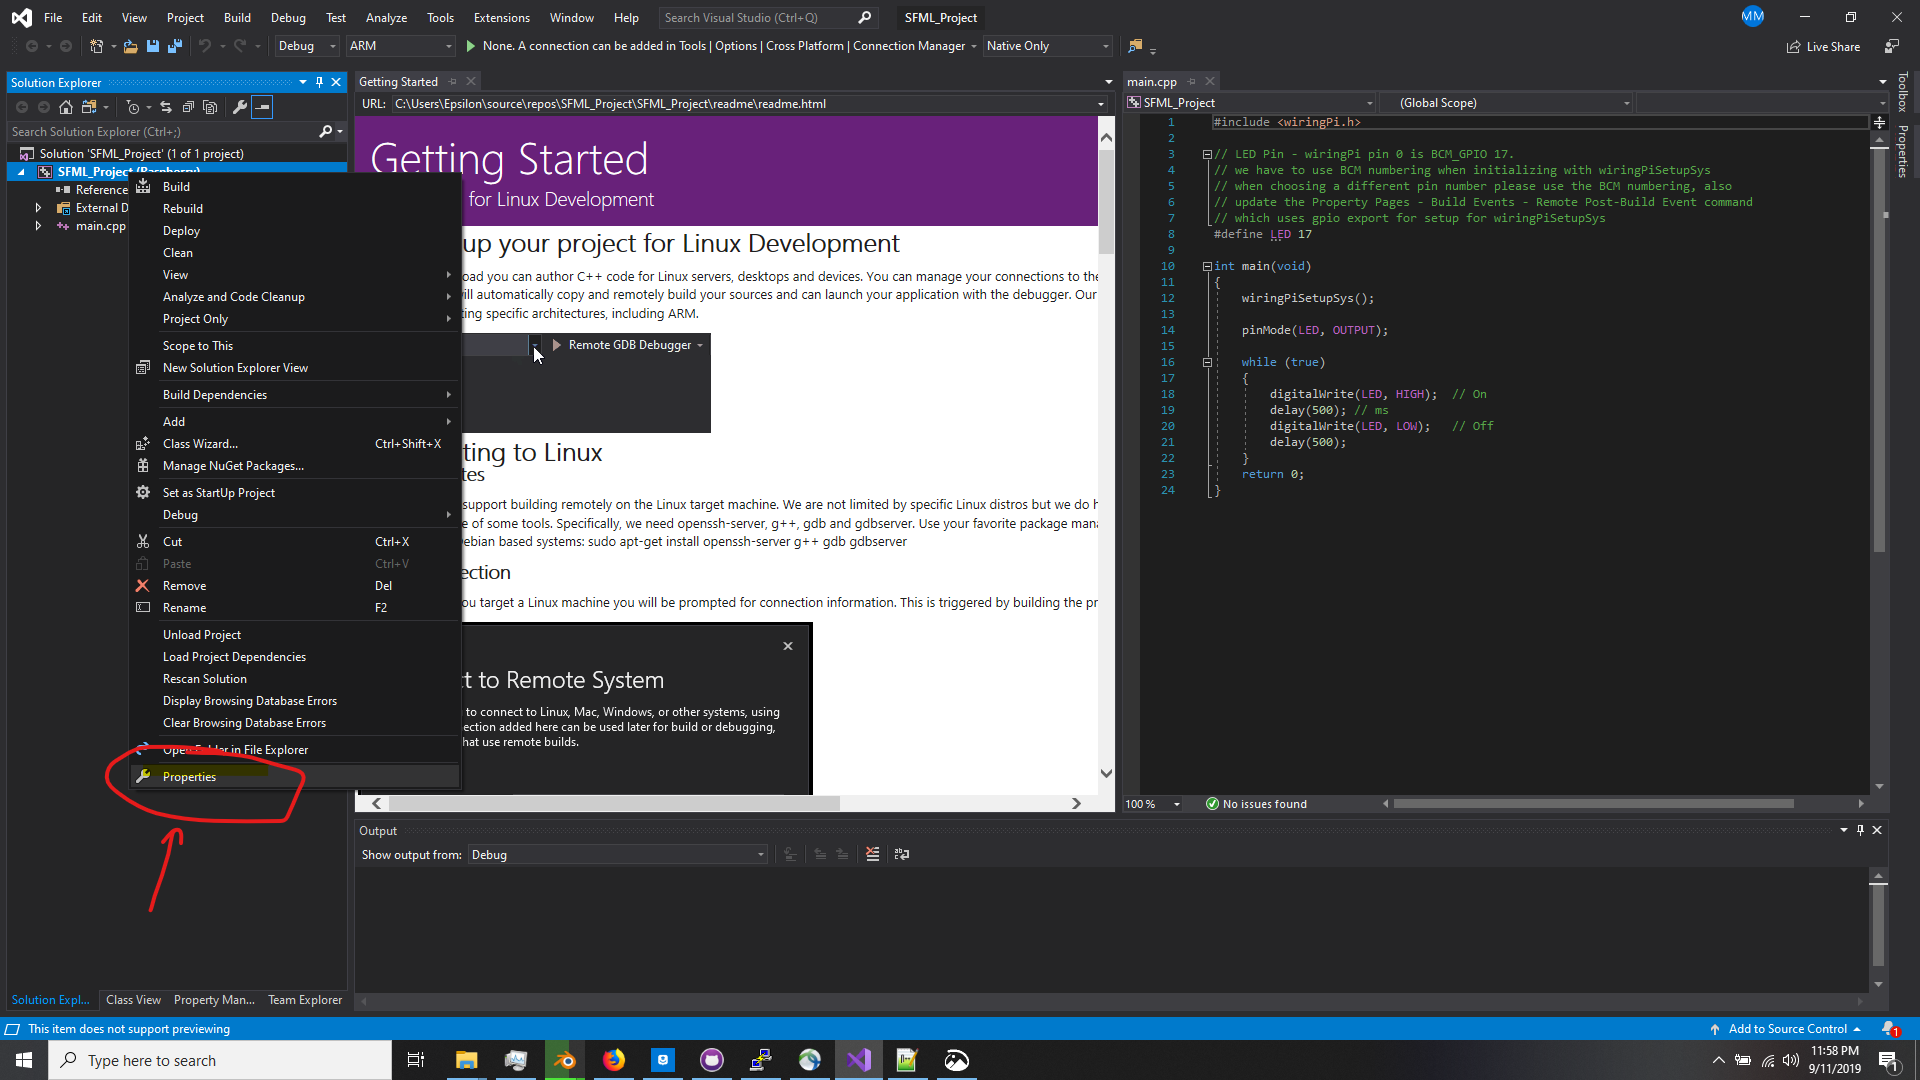 File Edit View Project Build Debug Test Analyze Tools Extensions Window Help Search Visual Studio (Ctrl+Q) SFML_Project MM
Debug ARM None. A connection can be added in Tools | Options | Cross Platform | Connection Manager Native Only Live Share
Solution Explorer
Search Solution Explorer (Ctrl+;)
Solution 'SFML_Project' (1 of 1 project)
SFML_Project (Raspberry)
Reference
External D
main.cpp
Build
Rebuild
Deploy
Clean
View
Analyze and Code Cleanup
Project Only
Scope to This
New Solution Explorer View
Build Dependencies
Add
Class Wizard... Ctrl+Shift+X
Manage NuGet Packages...
Set as StartUp Project
Debug
Cut Ctrl+X
Paste Ctrl+V
Remove Del
Rename F2
Unload Project
Load Project Dependencies
Rescan Solution
Display Browsing Database Errors
Clear Browsing Database Errors
Open Folder in File Explorer
Properties
Solution Expl... Class View Property Man... Team Explorer
Getting Started
URL: C:\Users\Epsilon\source\repos\SFML_Project\SFML_Project\readme\readme.html
Getting Started
for Linux Development
up your project for Linux Development
oad you can author C++ code for Linux servers, desktops and devices. You can manage your connections to the
ill automatically copy and remotely build your sources and can launch your application with the debugger. Our
ting specific architectures, including ARM.
Remote GDB Debugger
ting to Linux
tes
support building remotely on the Linux target machine. We are not limited by specific Linux distros but we do h
e of some tools. Specifically, we need openssh-server, g++, gdb and gdbserver. Use your favorite package mana
ebian based systems: sudo apt-get install openssh-server g++ gdb gdbserver
ection
ou target a Linux machine you will be prompted for connection information. This is triggered by building the pr
ct to Remote System
to connect to Linux, Mac, Windows, or other systems, using
ection added here can be used later for build or debugging,
hat use remote builds.
main.cpp
SFML_Project (Global Scope)
1 #include <wiringPi.h>
2
3 // LED Pin - wiringPi pin 0 is BCM_GPIO 17.
4 // we have to use BCM numbering when initializing with wiringPiSetupSys
5 // when choosing a different pin number please use the BCM numbering, also
6 // update the Property Pages - Build Events - Remote Post-Build Event command
7 // which uses gpio export for setup for wiringPiSetupSys
8 #define LED 17
9
10 int main(void)
11 {
12 wiringPiSetupSys();
13
14 pinMode(LED, OUTPUT);
15
16 while (true)
17 {
18 digitalWrite(LED, HIGH); // On
19 delay(500); // ms
20 digitalWrite(LED, LOW); // Off
21 delay(500);
22 }
23 return 0;
24 }
100 % No issues found
Toolbox
Properties
Output
Show output from: Debug
This item does not support previewing Add to Source Control 1
Type here to search
11:58 PM
9/11/2019
1